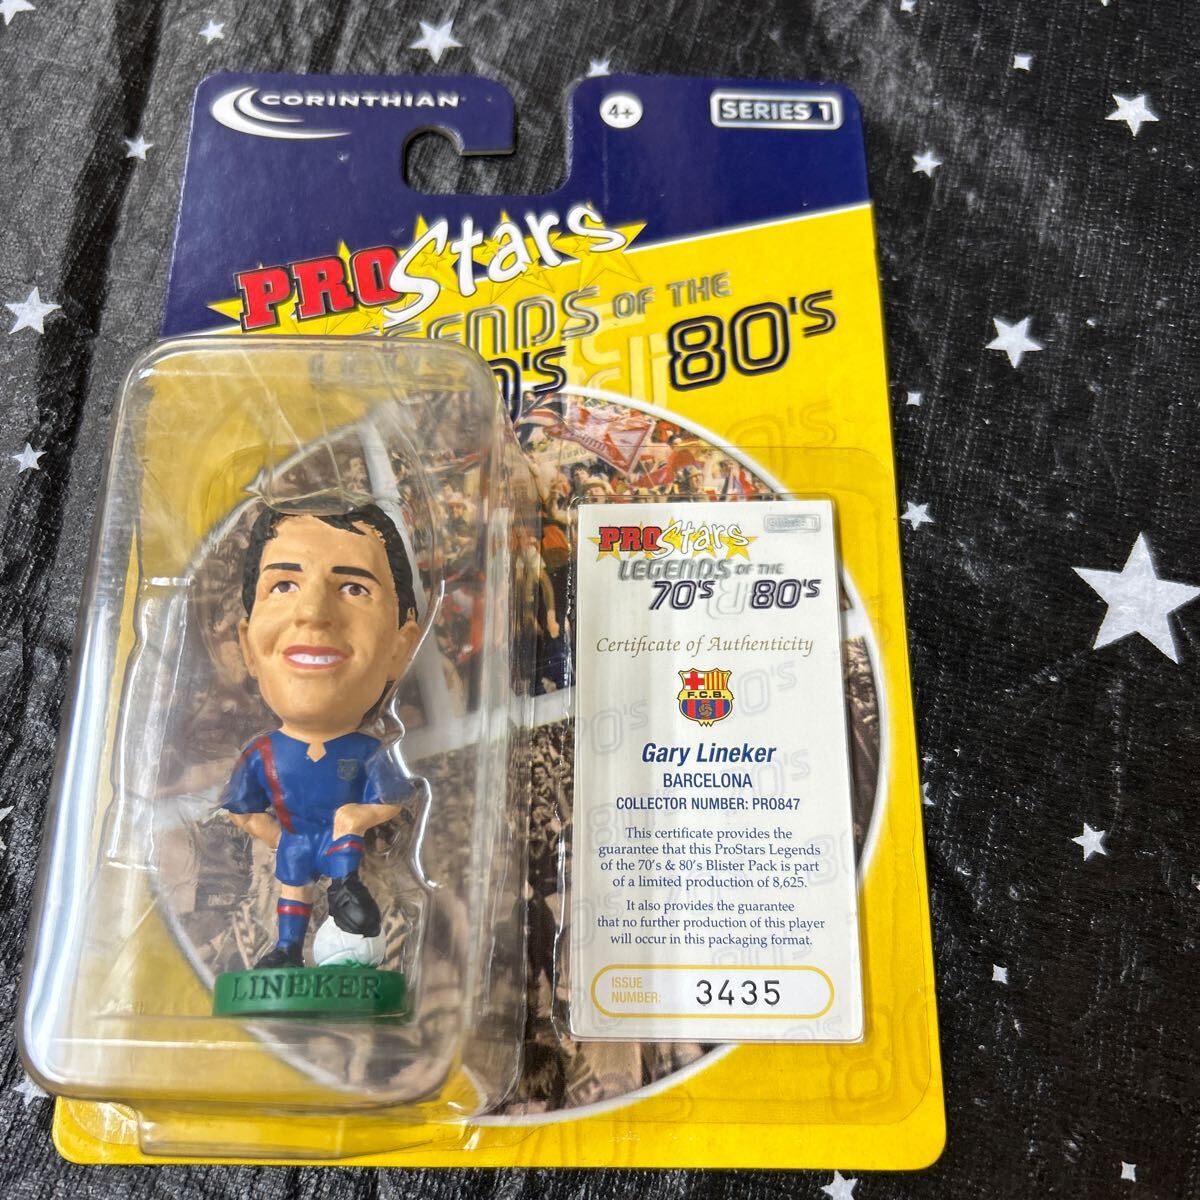 CORINTHIAN
4+
SERIES 1
PROStars
LEGENDS OF THE
80'S
PROStars
SERIES 1
LEGENDS OF THE
70'S 80'S
Certificate of Authenticity
F.C.B.
Gary Lineker
BARCELONA
COLLECTOR NUMBER: PRO847
This certificate provides the
guarantee that this ProStars Legends
of the 70's & 80's Blister Pack is part
of a limited production of 8,625.
It also provides the guarantee
that no further production of this player
will occur in this packaging format.
ISSUE
NUMBER: 3435
LINEKER